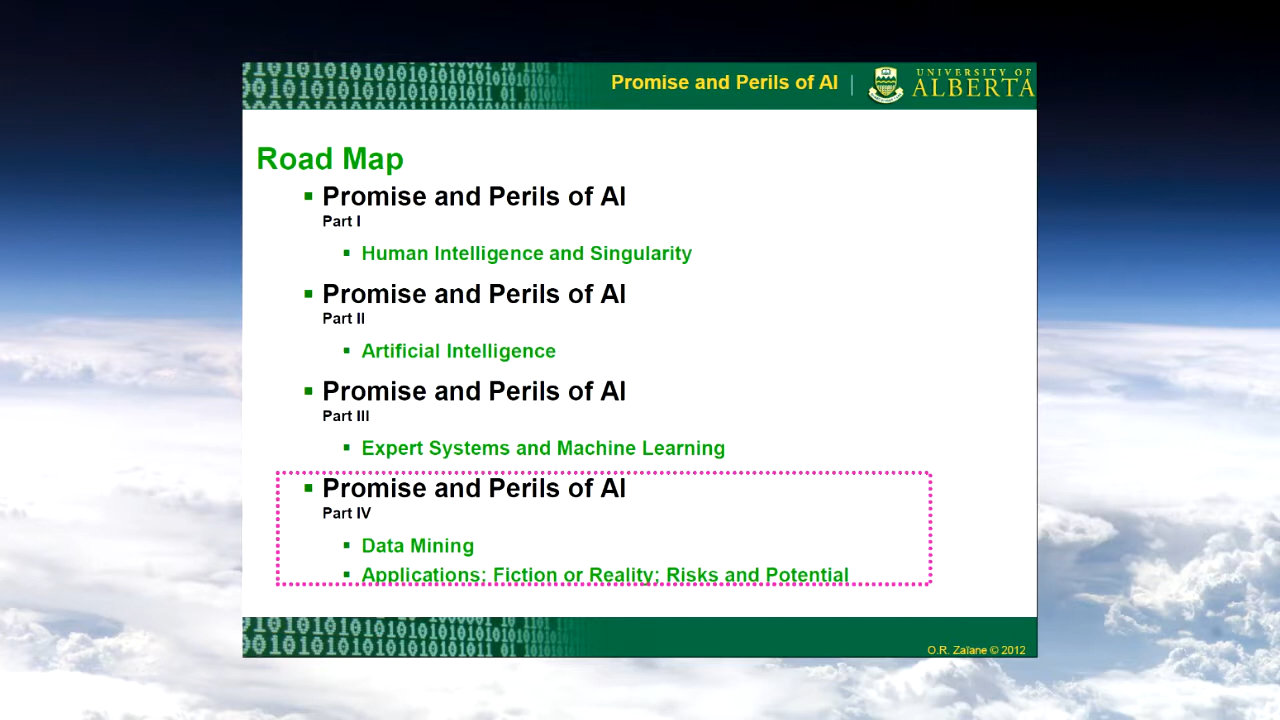 Promise and Perils of AI
UNIVERSITY OF
ALBERTA
Road Map
Promise and Perils of AI
Part I
Human Intelligence and Singularity
Promise and Perils of AI
Part II
Artificial Intelligence
Promise and Perils of AI
Part III
Expert Systems and Machine Learning
Promise and Perils of AI
Part IV
Data Mining
Applications: Fiction or Reality; Risks and Potential
O.R. Zaïane © 2012